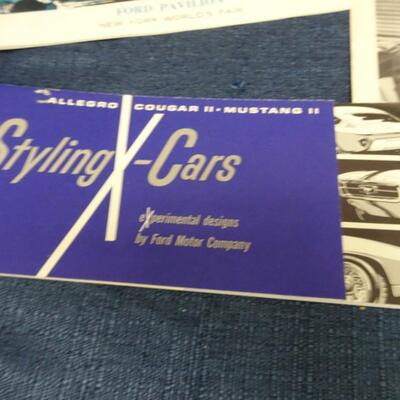 FORD PAVILION
NEW YORK WORLD'S FAIR
ALLEGRO COUGAR II - MUSTANG II
Styling X-Cars
eXperimental designs
by Ford Motor Company